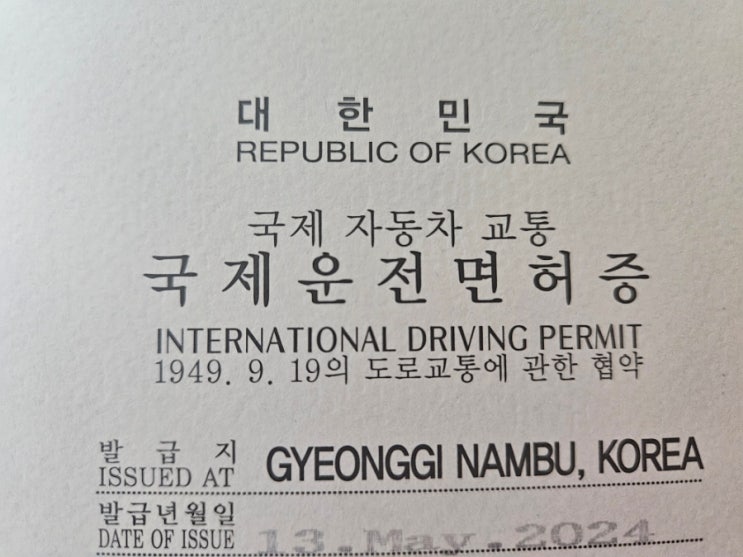 대 한 민 국
REPUBLIC OF KOREA
국제 자동차 교통
국제운전면허증
INTERNATIONAL DRIVING PERMIT
1949. 9. 19의 도로교통에 관한 협약
발 급 지
ISSUED AT GYEONGGI NAMBU, KOREA
발급년월일
DATE OF ISSUE 13.May.2024